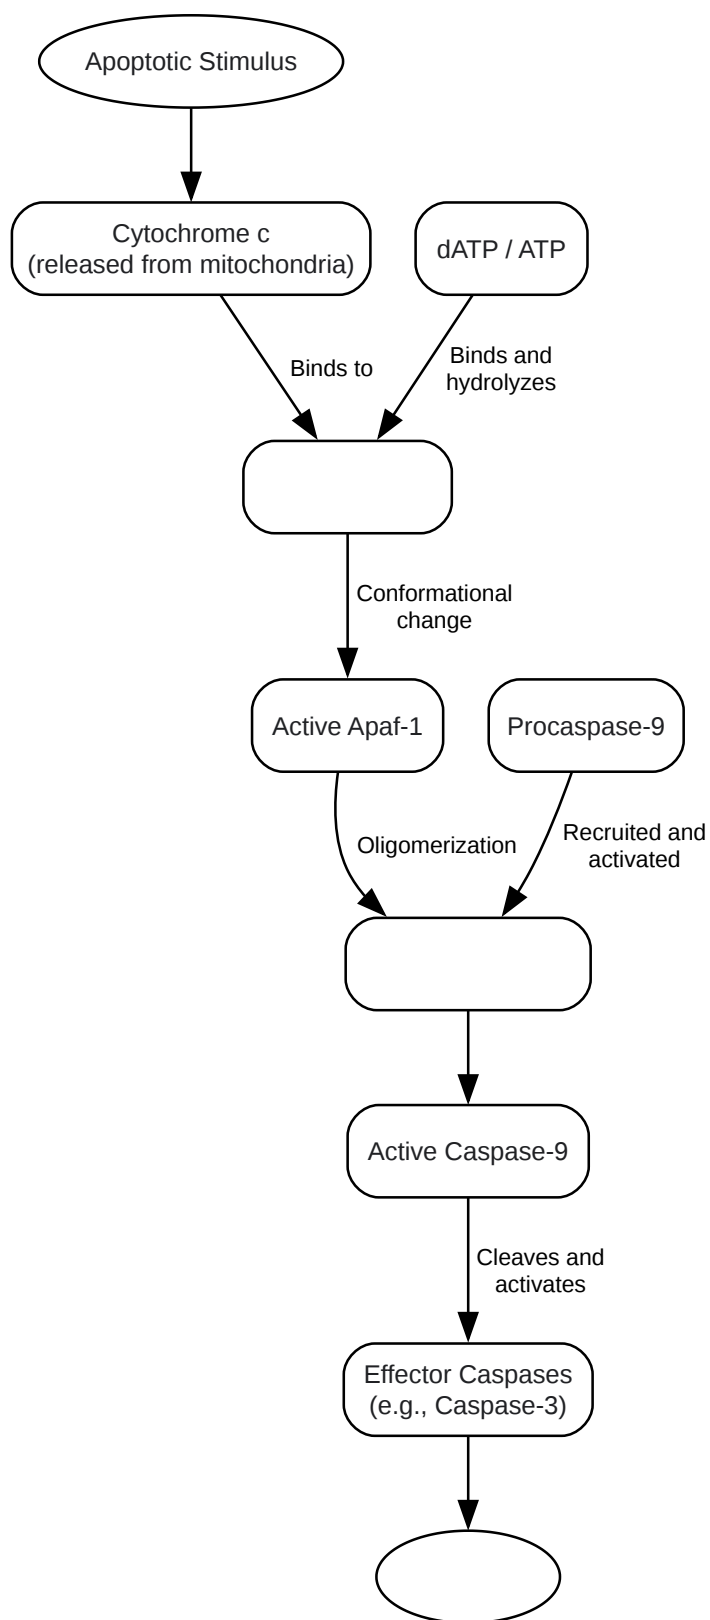 Apoptotic Stimulus
Cytochrome c
(released from mitochondria)
dATP / ATP
Binds to
Binds and
hydrolyzes
Conformational
change
Active Apaf-1
Procaspase-9
Oligomerization
Recruited and
activated
Active Caspase-9
Cleaves and
activates
Effector Caspases
(e.g., Caspase-3)